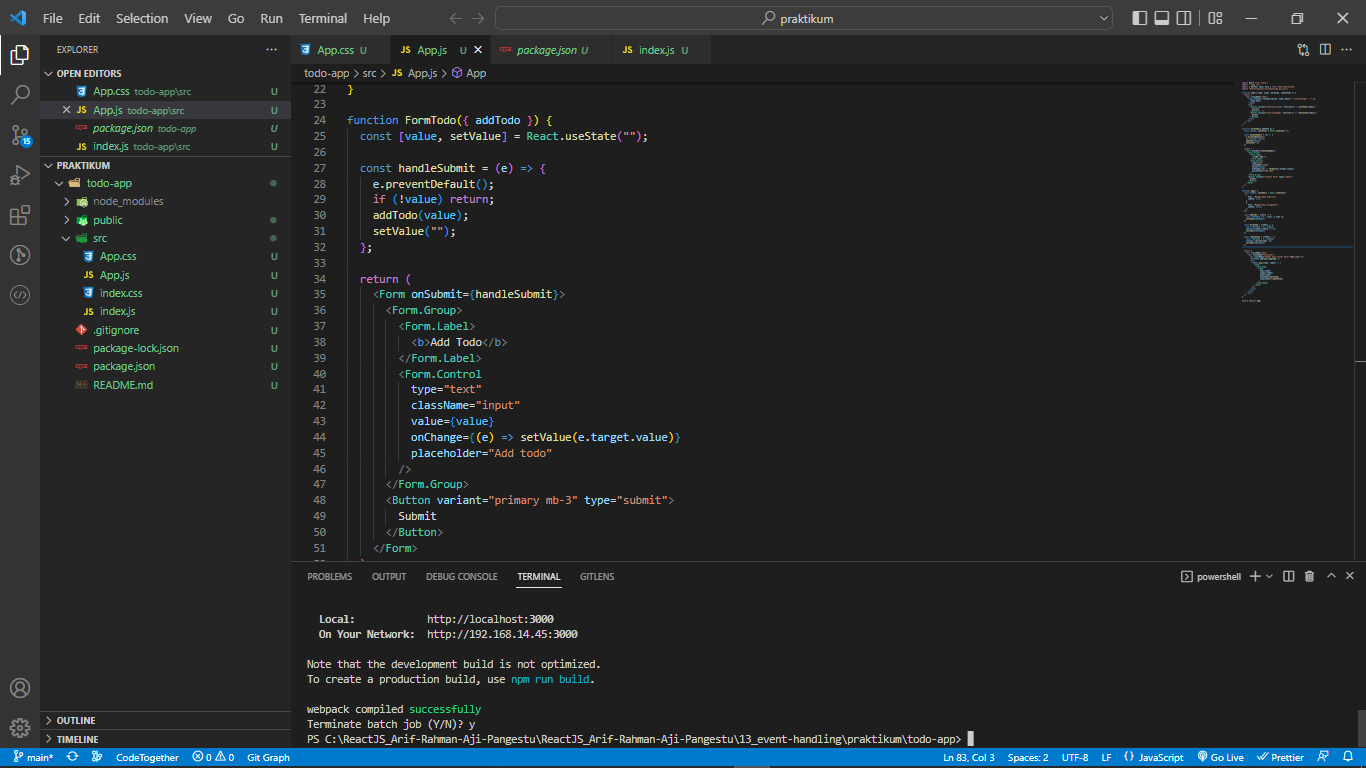 File Edit Selection View Go Run Terminal Help
praktikum
EXPLORER
OPEN EDITORS
App.css todo-app\src U
App.js todo-app\src U
package.json todo-app U
index.js todo-app\src U
PRAKTIKUM
todo-app
node_modules
public
src
App.css U
App.js U
index.css U
index.js U
.gitignore U
package-lock.json U
package.json U
README.md U
OUTLINE
TIMELINE
15
App.css U
JS App.js U
package.json U
JS index.js U
todo-app > src > JS App.js > App
22 }
23
24 function FormTodo({ addTodo }) {
25 const [value, setValue] = React.useState("");
26
27 const handleSubmit = (e) => {
28 e.preventDefault();
29 if (!value) return;
30 addTodo(value);
31 setValue("");
32 };
33
34 return (
35 <Form onSubmit={handleSubmit}>
36 <Form.Group>
37 <Form.Label>
38 <b>Add Todo</b>
39 </Form.Label>
40 <Form.Control
41 type="text"
42 className="input"
43 value={value}
44 onChange={(e) => setValue(e.target.value)}
45 placeholder="Add todo"
46 />
47 </Form.Group>
48 <Button variant="primary mb-3" type="submit">
49 Submit
50 </Button>
51 </Form>
PROBLEMS OUTPUT DEBUG CONSOLE TERMINAL GITLENS
powershell
Local: http://localhost:3000
On Your Network: http://192.168.14.45:3000
Note that the development build is not optimized.
To create a production build, use npm run build.
webpack compiled successfully
Terminate batch job (Y/N)? y
PS C:\ReactJS_Arif-Rahman-Aji-Pangestu\ReactJS_Arif-Rahman-Aji-Pangestu\13_event-handling\praktikum\todo-app>
main* CodeTogether 0 0 Git Graph
Ln 83, Col 3 Spaces: 2 UTF-8 LF {} JavaScript Go Live Prettier